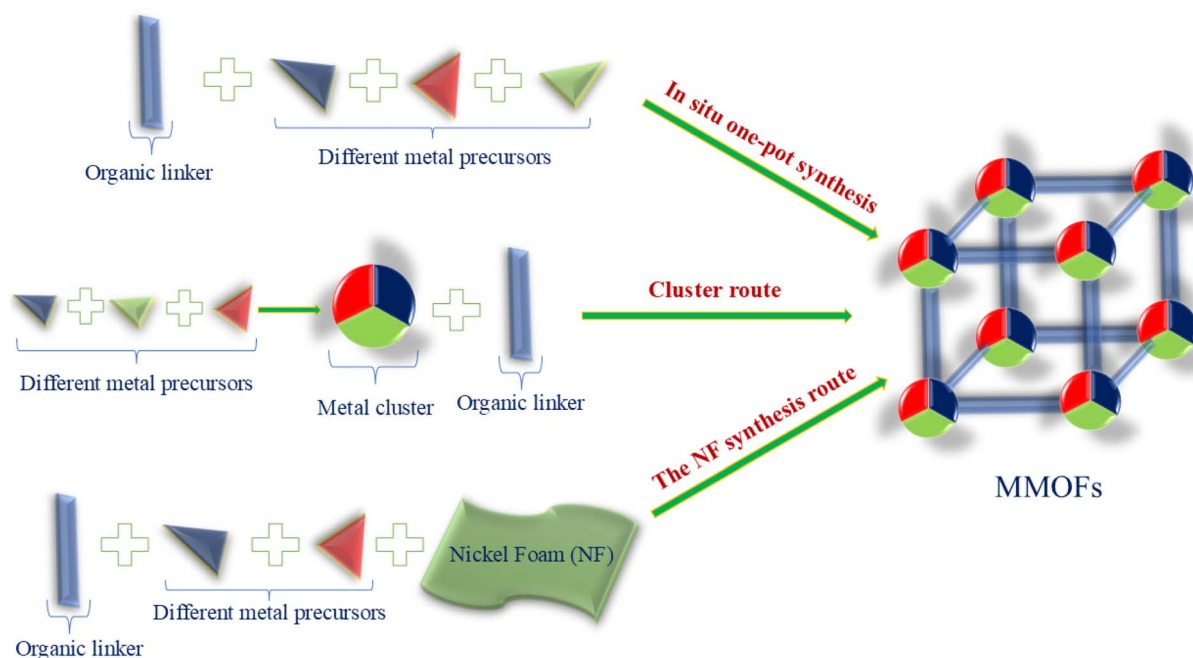 Organic linker
Different metal precursors
In situ one-pot synthesis
Different metal precursors
Metal cluster
Organic linker
Cluster route
Organic linker
Different metal precursors
Nickel Foam (NF)
The NF synthesis route
MMOFs